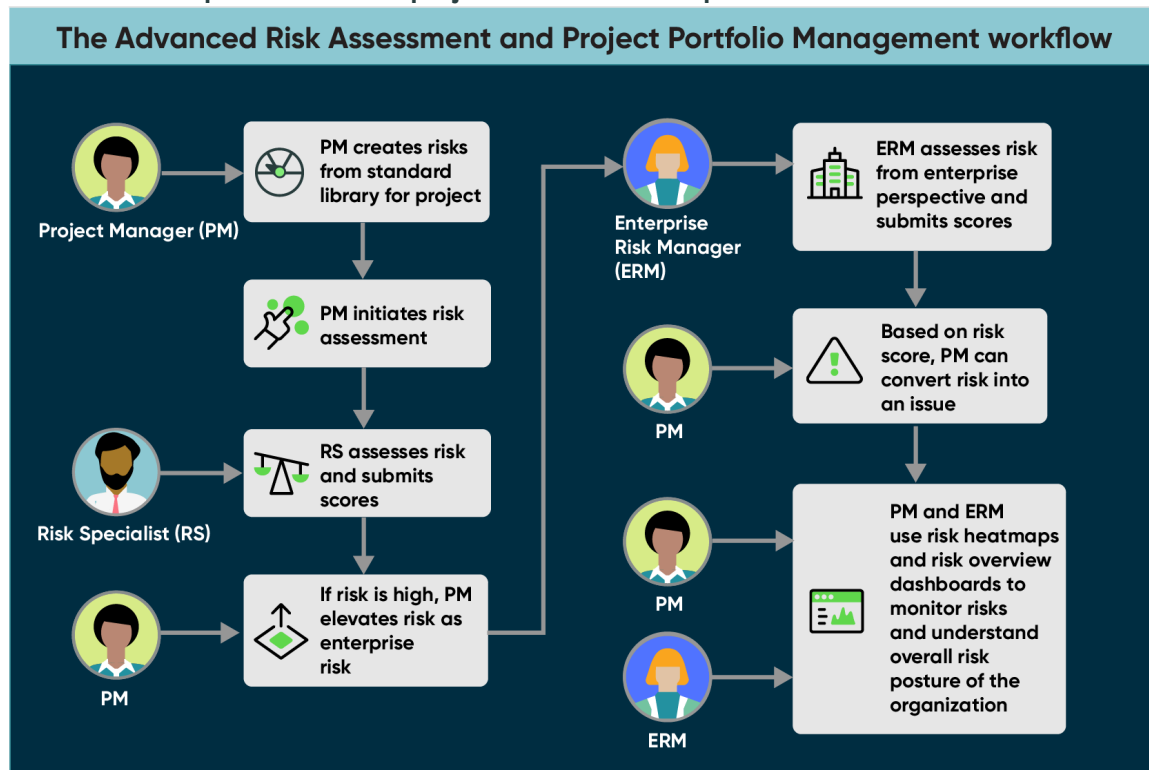 The Advanced Risk Assessment and Project Portfolio Management workflow
Project Manager (PM)
PM creates risks
from standard
library for project
PM initiates risk
assessment
Risk Specialist (RS)
RS assesses risk
and submits
scores
PM
If risk is high, PM
elevates risk as
enterprise
risk
Enterprise
Risk Manager
(ERM)
ERM assesses risk
from enterprise
perspective and
submits scores
PM
Based on risk
score, PM can
convert risk into
an issue
PM
ERM
PM and ERM
use risk heatmaps
and risk overview
dashboards to
monitor risks
and understand
overall risk
posture of the
organization